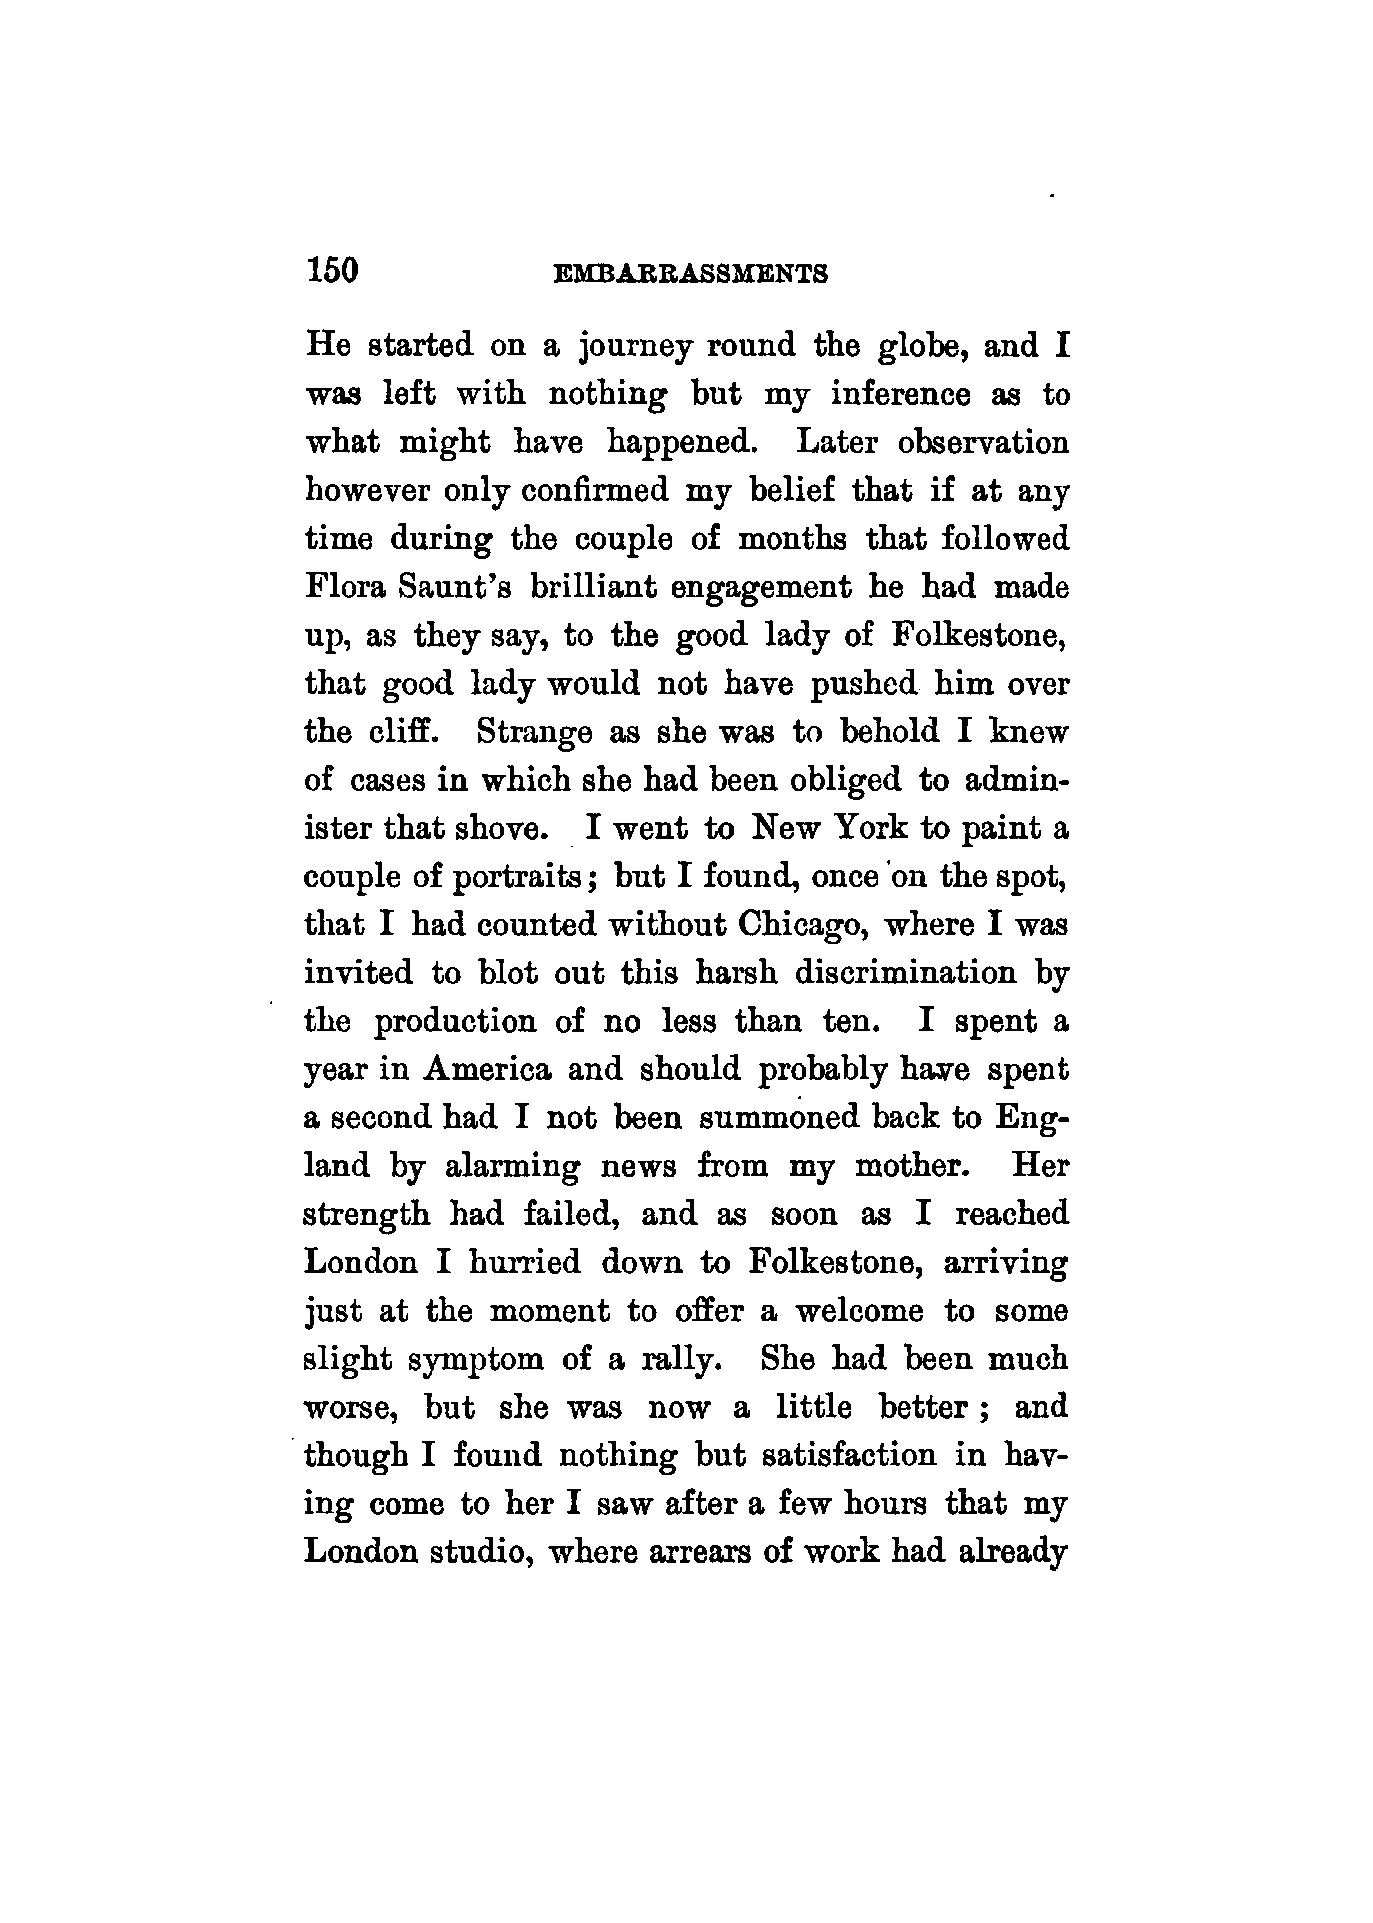 150 EMBARRASSMENTS
He started on a journey round the globe, and I
was left with nothing but my inference as to
what might have happened. Later observation
however only confirmed my belief that if at any
time during the couple of months that followed
Flora Saunt's brilliant engagement he had made
up, as they say, to the good lady of Folkestone,
that good lady would not have pushed him over
the cliff. Strange as she was to behold I knew
of cases in which she had been obliged to admin-
ister that shove. I went to New York to paint a
couple of portraits; but I found, once on the spot,
that I had counted without Chicago, where I was
invited to blot out this harsh discrimination by
the production of no less than ten. I spent a
year in America and should probably have spent
a second had I not been summoned back to Eng-
land by alarming news from my mother. Her
strength had failed, and as soon as I reached
London I hurried down to Folkestone, arriving
just at the moment to offer a welcome to some
slight symptom of a rally. She had been much
worse, but she was now a little better; and
though I found nothing but satisfaction in hav-
ing come to her I saw after a few hours that my
London studio, where arrears of work had already